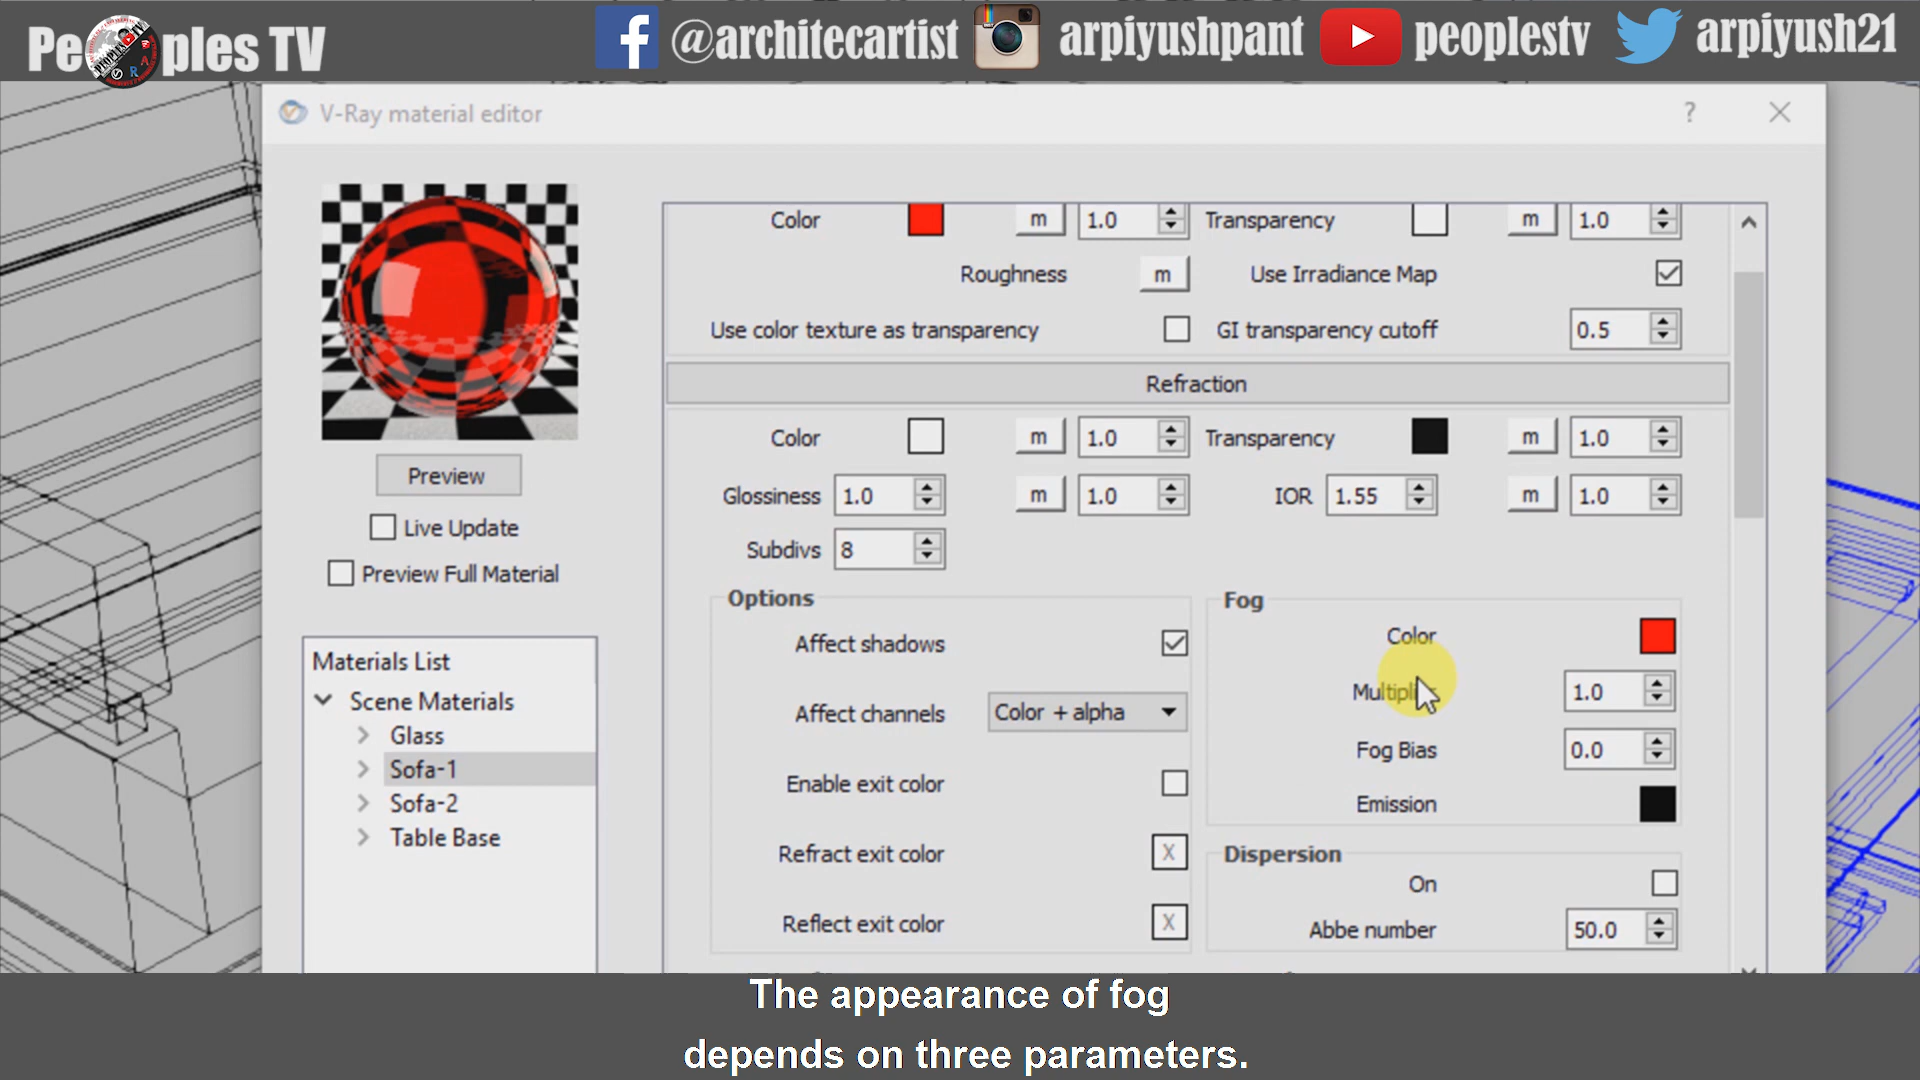 Peoples TV
@architecartist
arpiyushpant
peoplestv
arpiyush21
V-Ray material editor
?
Color m 1.0 Transparency m 1.0
Roughness m Use Irradiance Map
Use color texture as transparency GI transparency cutoff 0.5
Refraction
Color m 1.0 Transparency m 1.0
Glossiness 1.0 m 1.0 IOR 1.55 m 1.0
Subdivs 8
Preview
Live Update
Preview Full Material
Materials List
Scene Materials
Glass
Sofa-1
Sofa-2
Table Base
Options
Affect shadows
Affect channels Color + alpha
Enable exit color
Refract exit color X
Reflect exit color X
Fog
Color
Multiplier 1.0
Fog Bias 0.0
Emission
Dispersion
On
Abbe number 50.0
The appearance of fog
depends on three parameters.